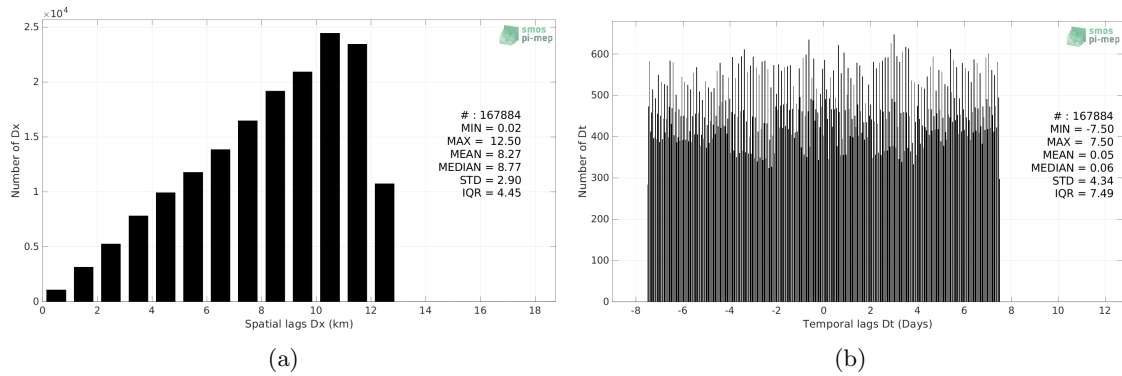 2.5 ×10⁴
2
1.5
1
0.5
0
Number of Dx
0 2 4 6 8 10 12 14 16 18
Spatial lags Dx (km)
smos
pi-mep
# : 167884
MIN = 0.02
MAX = 12.50
MEAN = 8.27
MEDIAN = 8.77
STD = 2.90
IQR = 4.45
(a)
600
500
400
300
200
100
0
Number of Dt
-8 -6 -4 -2 0 2 4 6 8 10 12
Temporal lags Dt (Days)
smos
pi-mep
# : 167884
MIN = -7.50
MAX = 7.50
MEAN = 0.05
MEDIAN = 0.06
STD = 4.34
IQR = 7.49
(b)